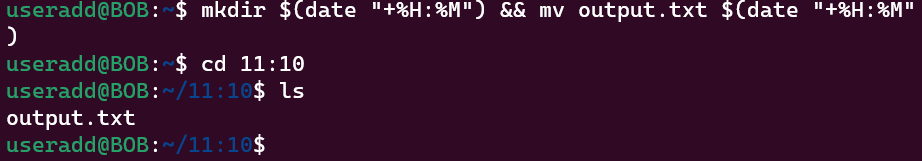 useradd@BOB:~$ mkdir $(date "+%H:%M") && mv output.txt $(date "+%H:%M"
)
useradd@BOB:~$ cd 11:10
useradd@BOB:~/11:10$ ls
output.txt
useradd@BOB:~/11:10$